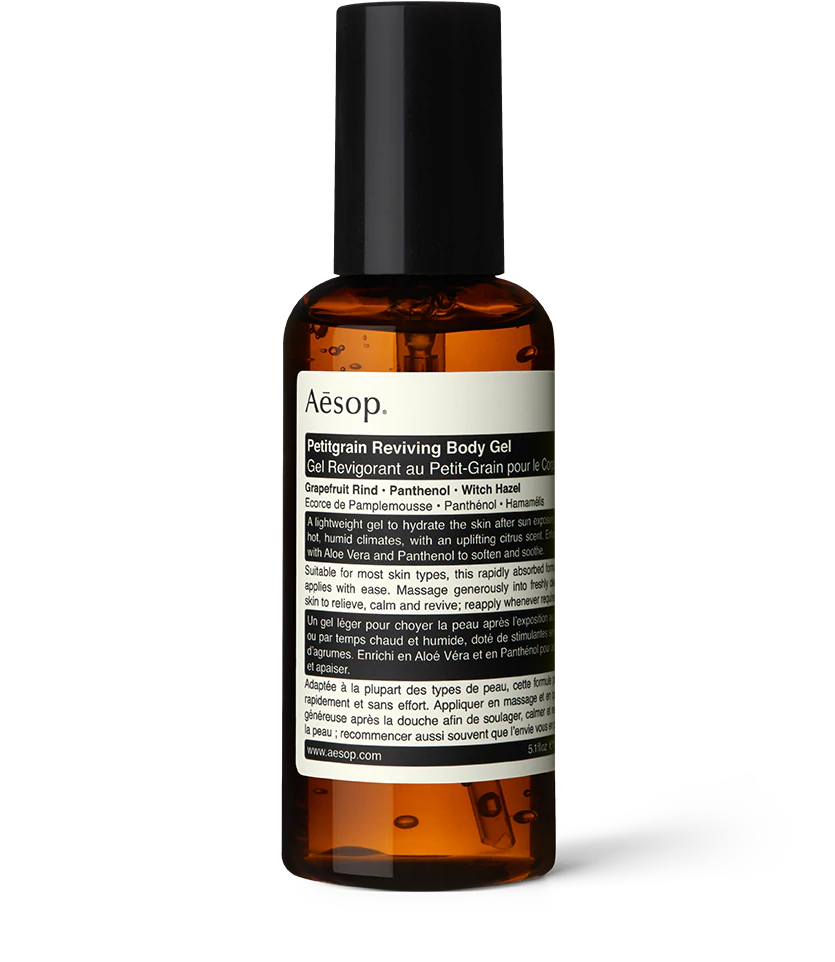 Aēsop®
Petitgrain Reviving Body Gel
Gel Revigorant au Petit-Grain pour le
Grapefruit Rind • Panthenol • Witch Hazel
Ecorce de Pamplemousse • Panthénol • Hamamélis
A lightweight gel to hydrate the skin after sun
hot, humid climates, with an uplifting citrus scent.
with Aloe Vera and Panthenol to soften and soothe.
Suitable for most skin types, this rapidly absorbed
applies with ease. Massage generously into freshly
skin to relieve, calm and revive; reapply whenever
Un gel léger pour choyer la peau après l'exposition
ou par temps chaud et humide, doté de stimulantes
d'agrumes. Enrichi en Aloé Véra et en Panthénol pour
et apaiser.
Adaptée à la plupart des types de peau, cette formule
rapidement et sans effort. Appliquer en massage et en
généreuse après la douche afin de soulager, calmer et
la peau ; recommencer aussi souvent que l'envie vous en
www.aesop.com 5.1 fl oz